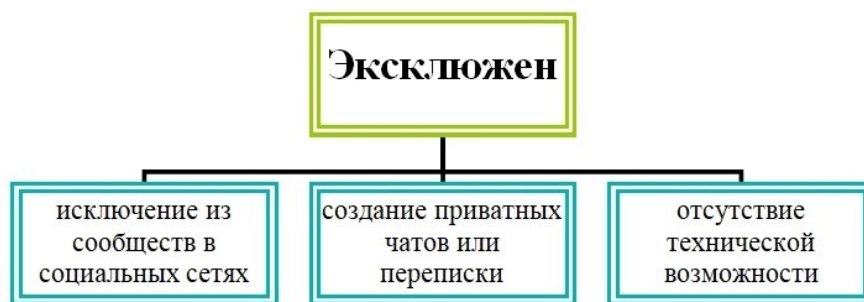 Эксклюжен
исключение из
сообществ в
социальных сетях
создание приватных
чатов или
переписки
отсутствие
технической
возможности